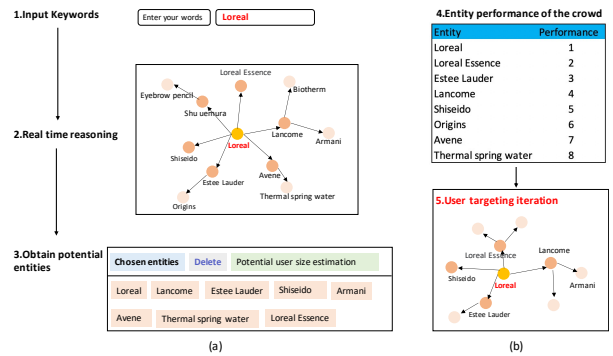 1.Input Keywords
Enter your words
Loreal
Loreal Essence
Eyebrow pencil
Biotherm
Shu uemura
2.Real time reasoning
Lancome
Armani
Loreal
Shiseido
Avene
Estee Lauder
Thermal spring water
Origins
3.Obtain potential
entities
Chosen entities Delete Potential user size estimation
Loreal Lancome Estee Lauder Shiseido Armani
Avene Thermal spring water Loreal Essence
(a)
4.Entity performance of the crowd
Entity Performance
Loreal 1
Loreal Essence 2
Estee Lauder 3
Lancome 4
Shiseido 5
Origins 6
Avene 7
Thermal spring water 8
5.User targeting iteration
Loreal Essence
Lancome
Shiseido
Armani
Loreal
Estee Lauder
(b)